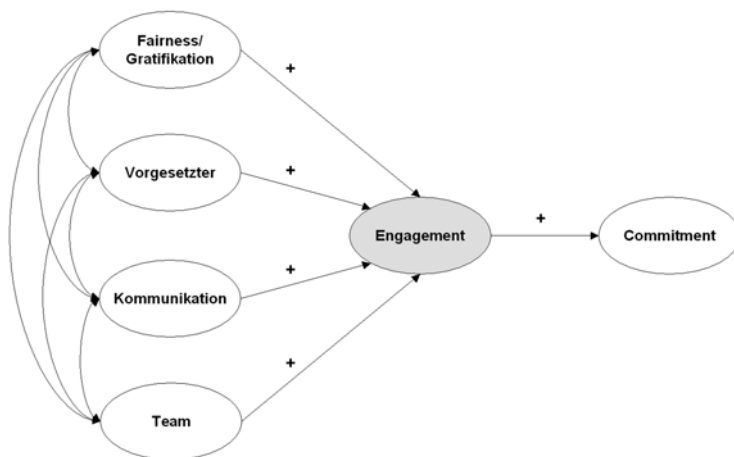 Fairness/
Gratifikation
+
Vorgesetzter
+
Engagement
+
Commitment
Kommunikation
+
+
Team